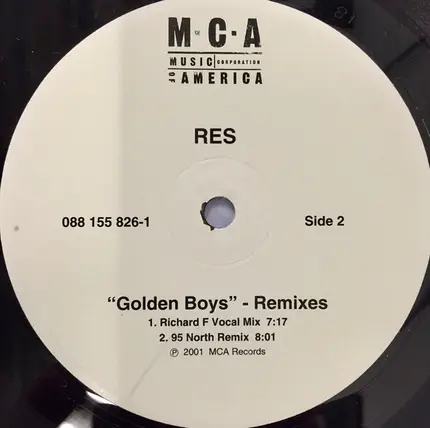 M·C·A
MUSIC CORPORATION
OF AMERICA
RES
088 155 826-1
Side 2
"Golden Boys" - Remixes
1. Richard F Vocal Mix 7:17
2. 95 North Remix 8:01
℗ 2001 MCA Records